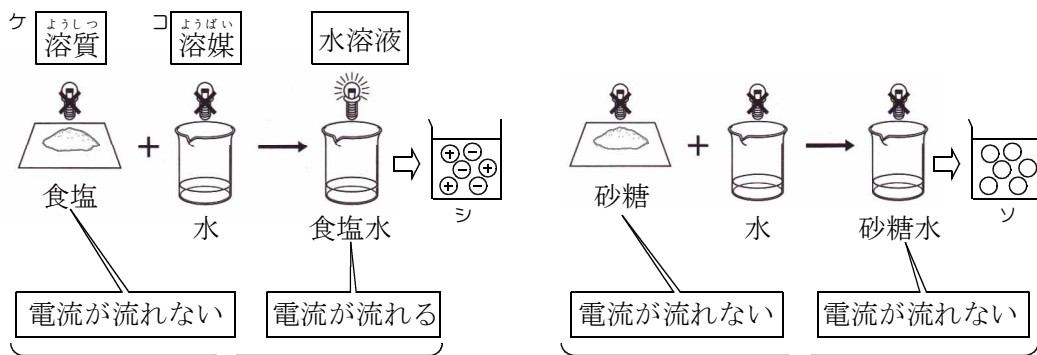 ケ ようしつ 溶質 コ ようばい 溶媒 水溶液
+ → ⇨ + − − + + −
+ → ⇨
食塩 シ 砂糖 ソ
水 食塩水 水 砂糖水
電流が流れない 電流が流れる 電流が流れない 電流が流れない